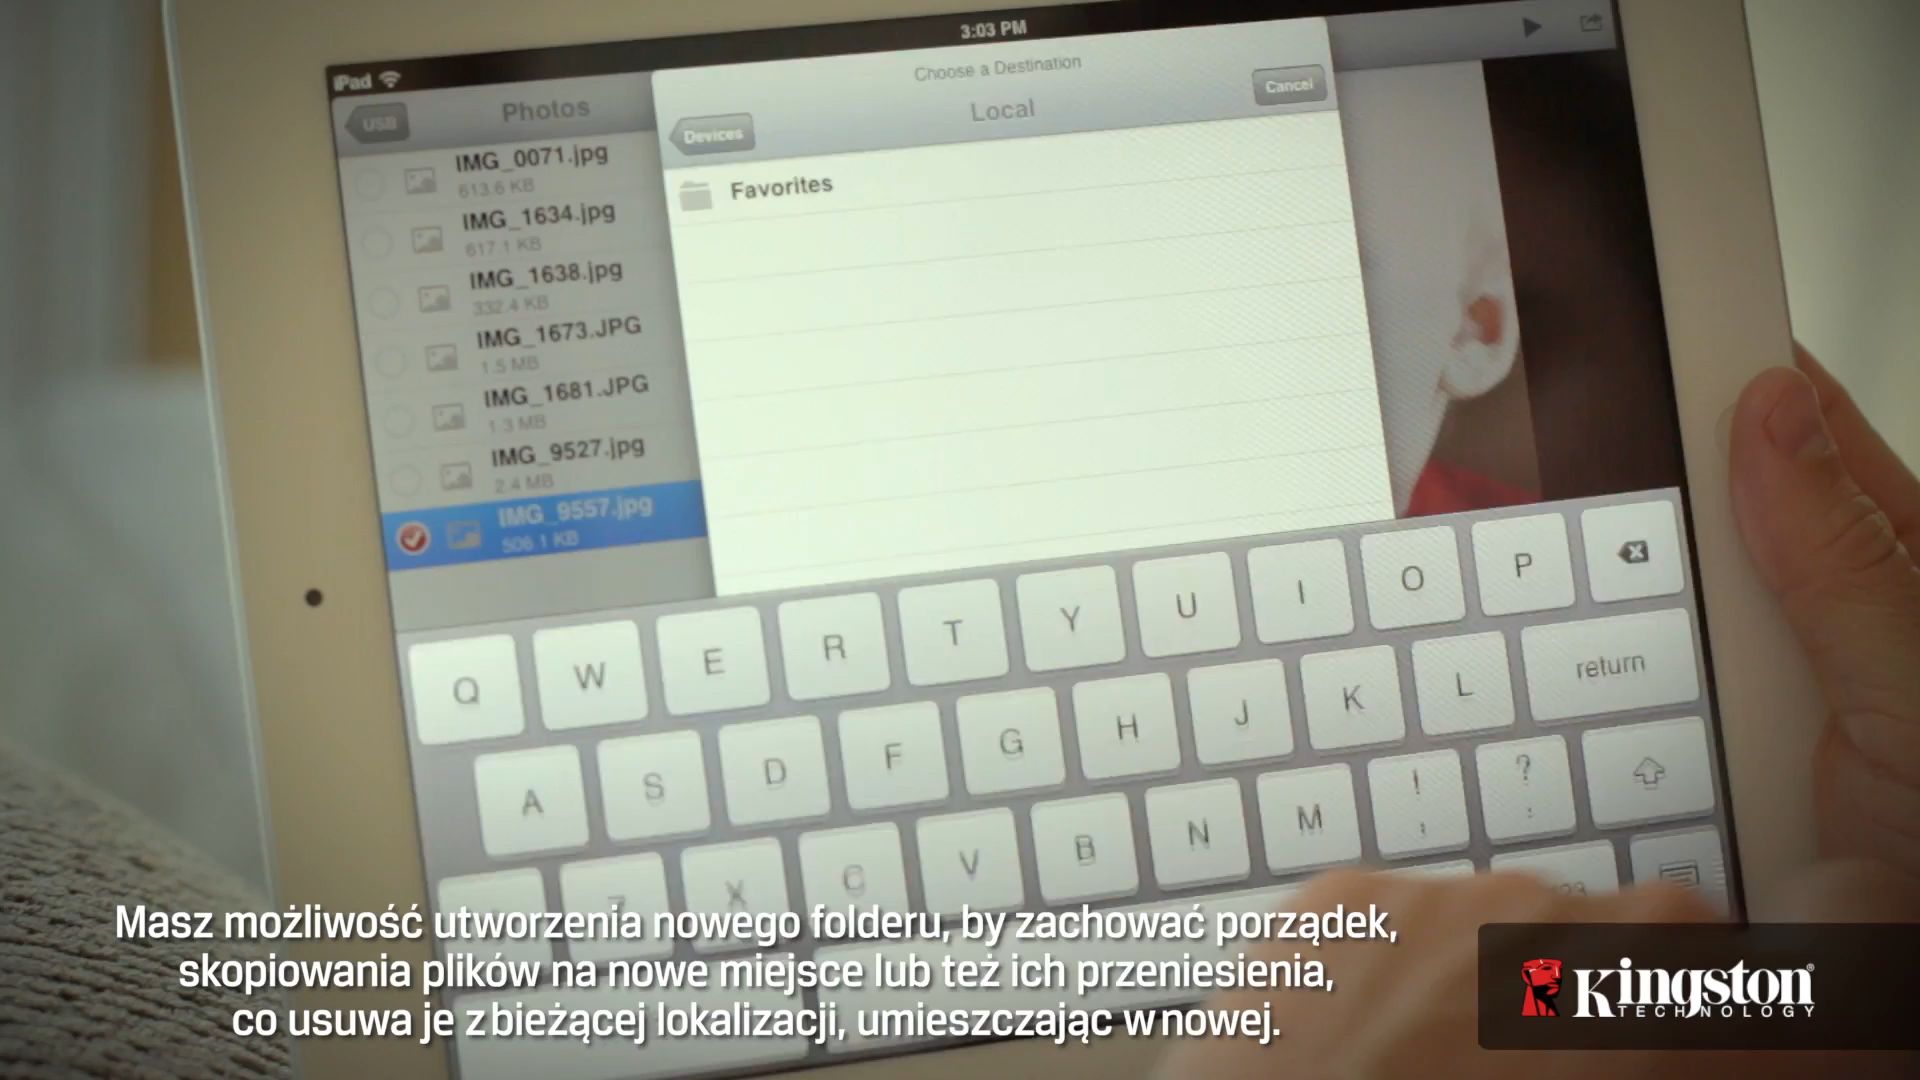 3:03 PM
iPad
Choose a Destination
USB
Photos
Devices
Local
Cancel
IMG_0071.jpg
613.6 KB
IMG_1634.jpg
617.1 KB
IMG_1638.jpg
332.4 KB
IMG_1673.JPG
1.5 MB
IMG_1681.JPG
1.3 MB
IMG_9527.jpg
2.4 MB
IMG_9557.jpg
506.1 KB
Favorites
Q W E R T Y U I O P
A S D F G H J K L return
Z X C V B N M ! , ? .
Masz możliwość utworzenia nowego folderu, by zachować porządek,
skopiowania plików na nowe miejsce lub też ich przeniesienia,
co usuwa je z bieżącej lokalizacji, umieszczając w nowej.
Kingston®
TECHNOLOGY